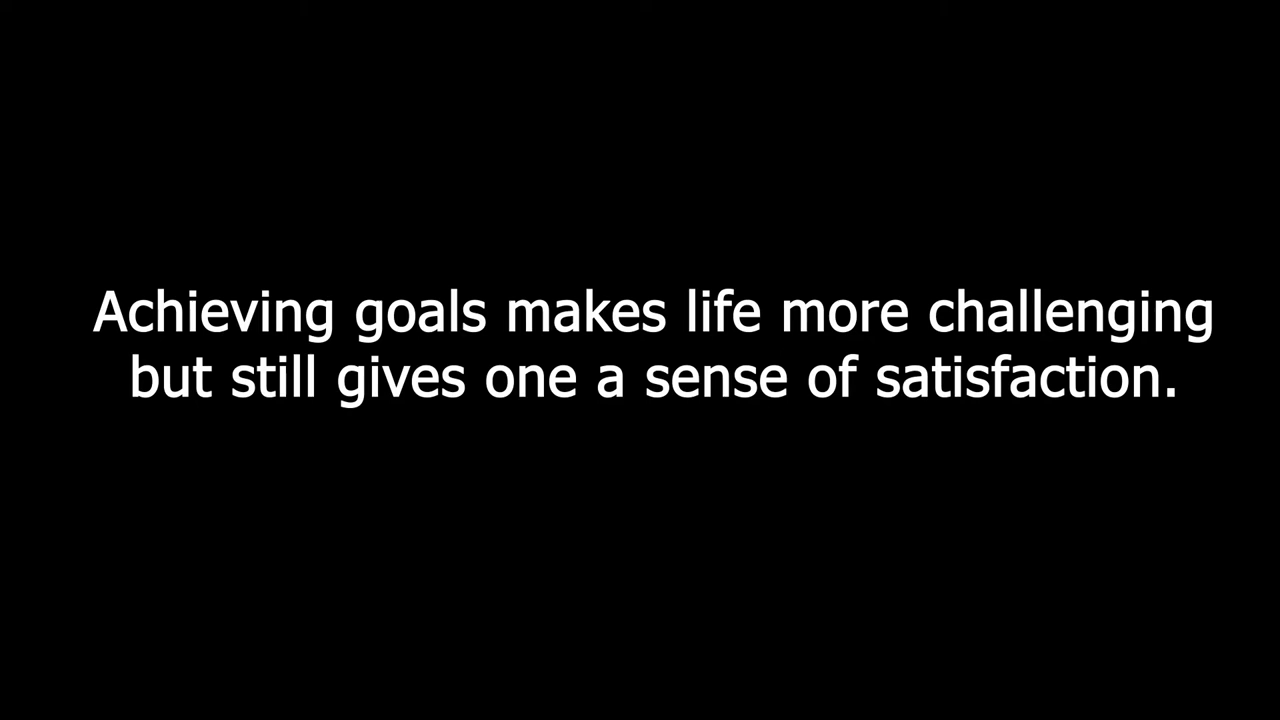 Achieving goals makes life more challenging
but still gives one a sense of satisfaction.